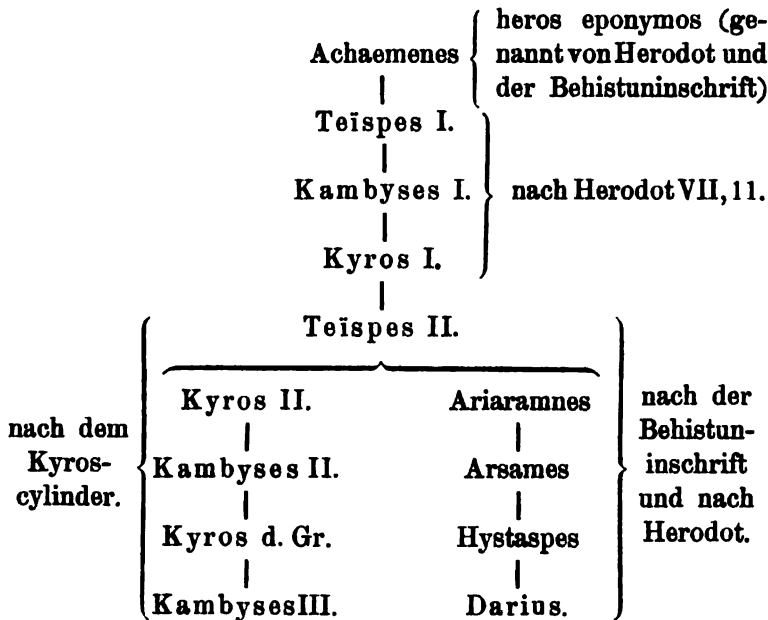 heros eponymos (ge-
Achaemenes nannt von Herodot und
der Behistuninschrift)
Teïspes I.
Kambyses I. nach Herodot VII, 11.
Kyros I.
Teïspes II.
Kyros II. Ariaramnes nach der
nach dem Behistun-
Kyros- Kambyses II. Arsames inschrift
cylinder. und nach
Kyros d. Gr. Hystaspes Herodot.
Kambyses III. Darius.